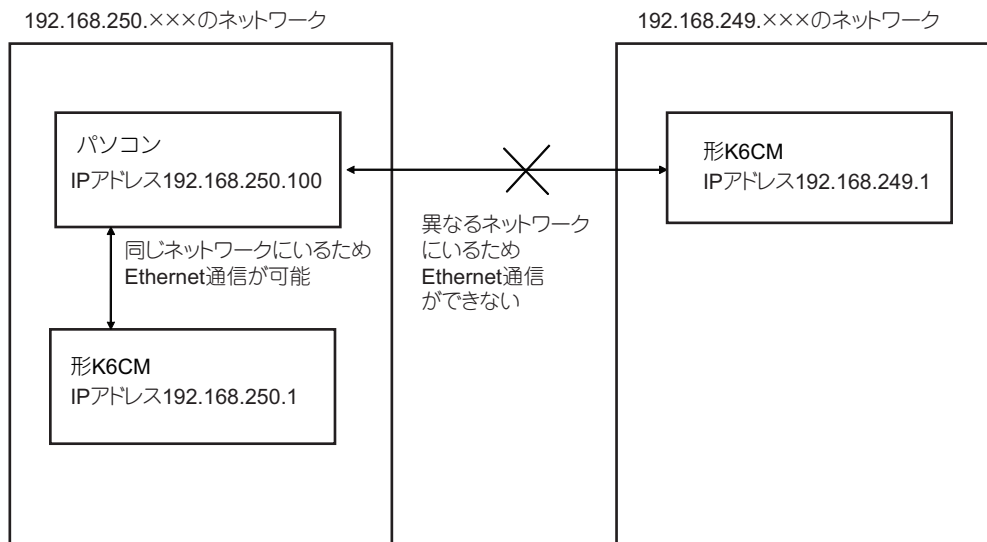 192.168.250.×××のネットワーク
192.168.249.×××のネットワーク
パソコン
IPアドレス192.168.250.100
同じネットワークにいるため
Ethernet通信が可能
形K6CM
IPアドレス192.168.250.1
異なるネットワーク
にいるため
Ethernet通信
ができない
形K6CM
IPアドレス192.168.249.1